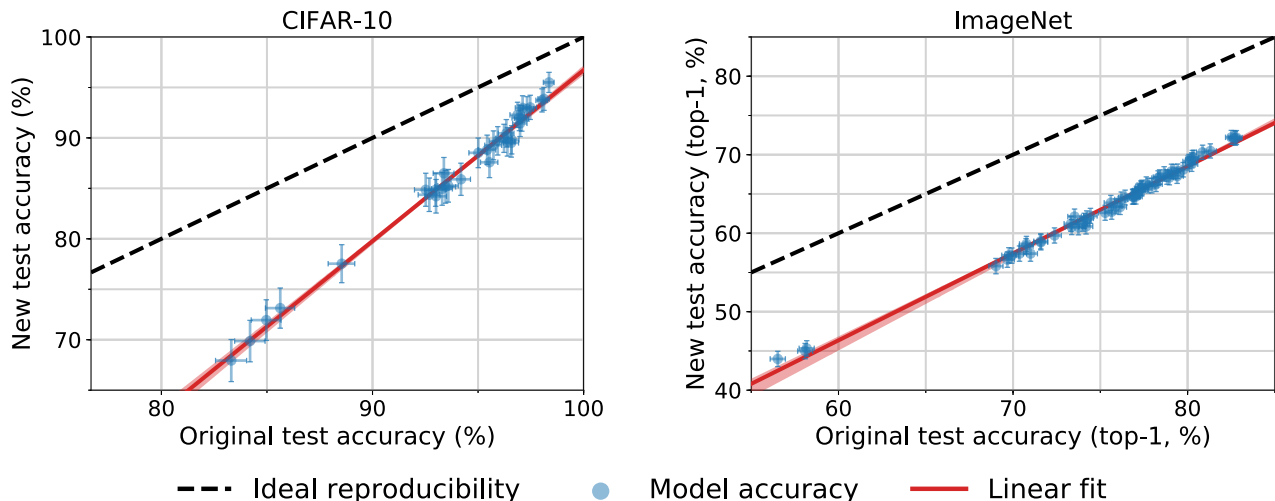 CIFAR-10
New test accuracy (%)
100
90
80
70
80
90
100
Original test accuracy (%)
ImageNet
New test accuracy (top-1, %)
80
70
60
50
40
60
70
80
Original test accuracy (top-1, %)
Ideal reproducibility
Model accuracy
Linear fit